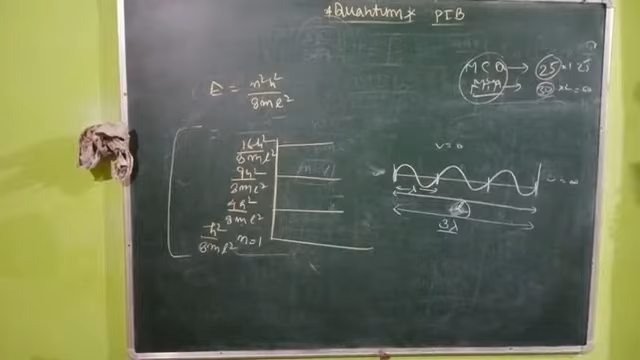 *Quantum* PIB
MCQ → 25
E = n²h²/8ml²
16h²/8ml²
9h²/8ml²
4h²/8ml²
h²/8ml² n=1
V=0
λ
3λ